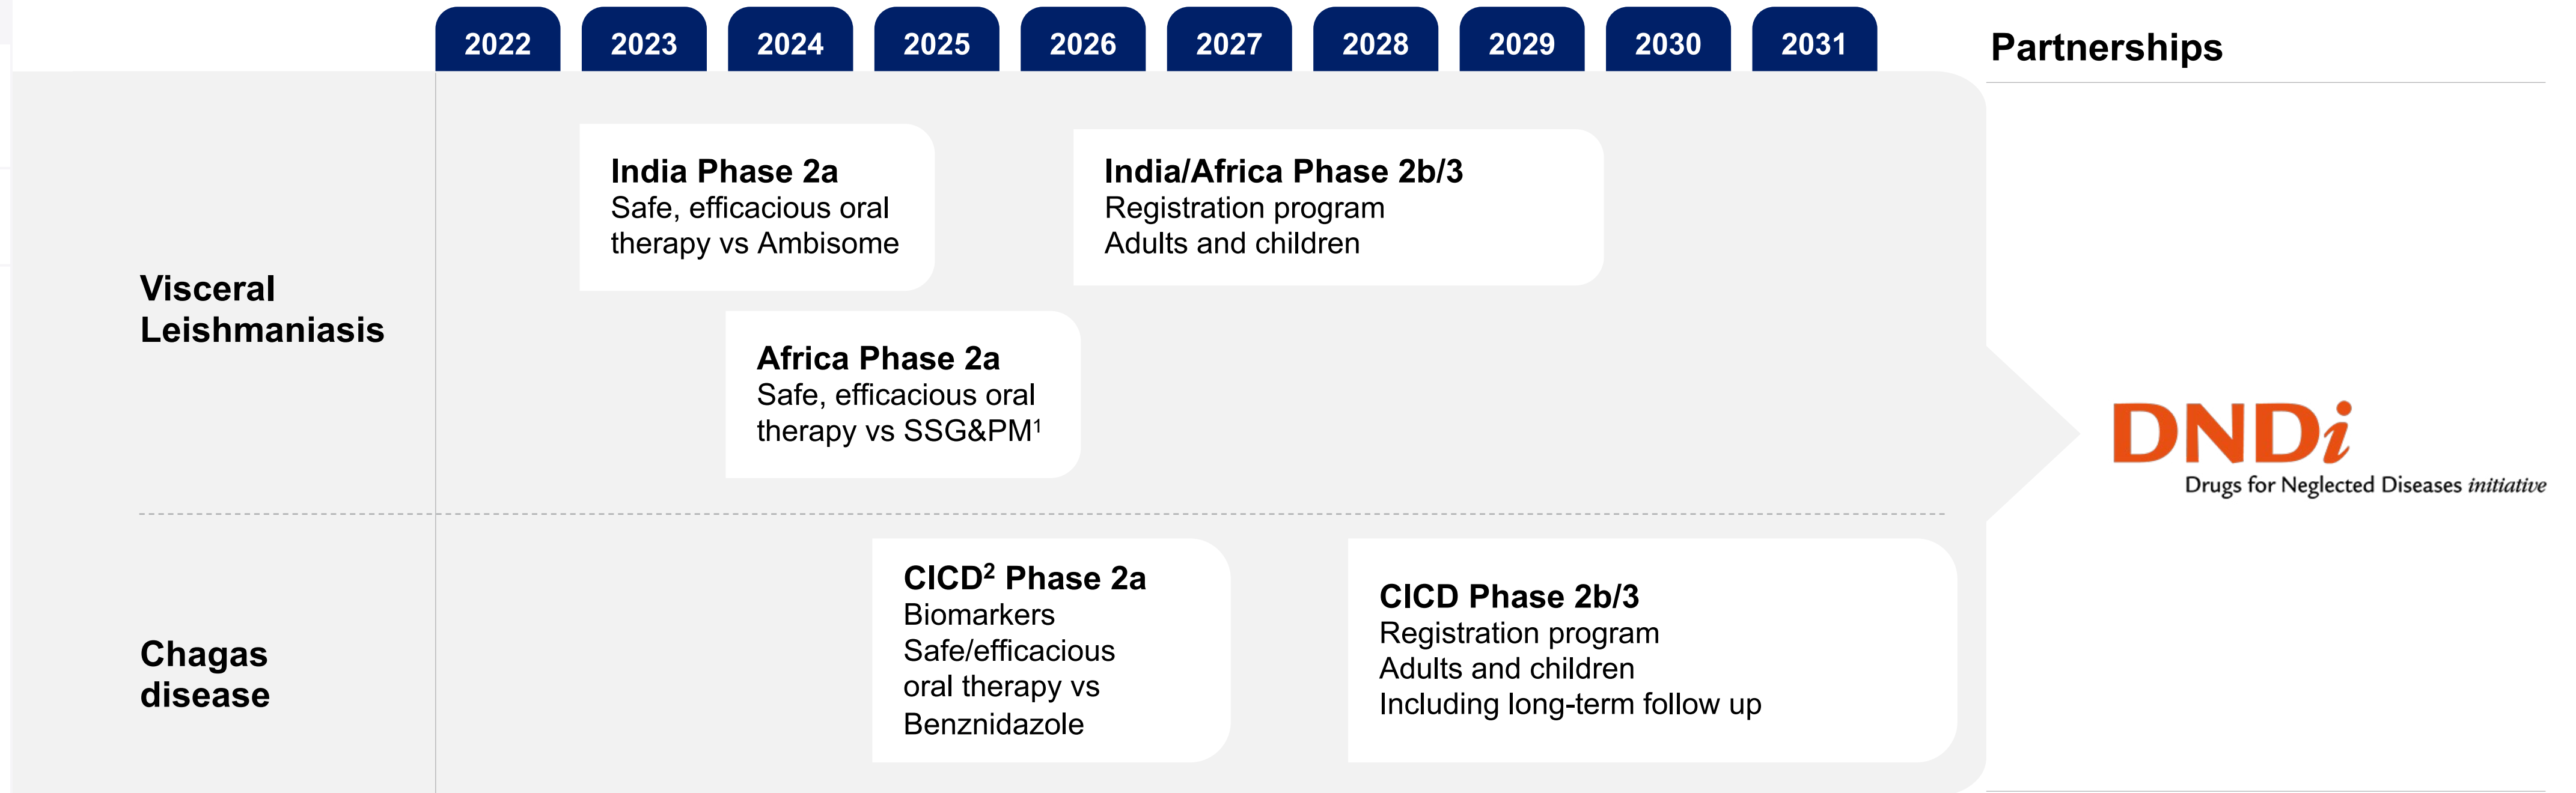 2022 2023 2024 2025 2026 2027 2028 2029 2030 2031 Partnerships
Visceral
Leishmaniasis
India Phase 2a
Safe, efficacious oral
therapy vs Ambisome
India/Africa Phase 2b/3
Registration program
Adults and children
Africa Phase 2a
Safe, efficacious oral
therapy vs SSG&PM¹
DNDi
Drugs for Neglected Diseases initiative
Chagas
disease
CICD² Phase 2a
Biomarkers
Safe/efficacious
oral therapy vs
Benznidazole
CICD Phase 2b/3
Registration program
Adults and children
Including long-term follow up